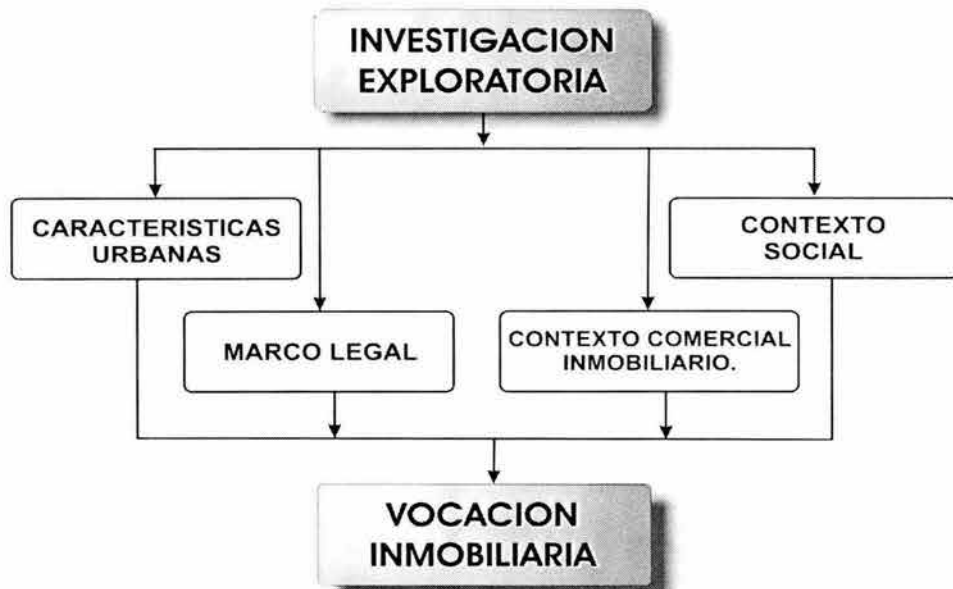 INVESTIGACION
EXPLORATORIA
CARACTERISTICAS
URBANAS
CONTEXTO
SOCIAL
MARCO LEGAL
CONTEXTO COMERCIAL
INMOBILIARIO.
VOCACION
INMOBILIARIA